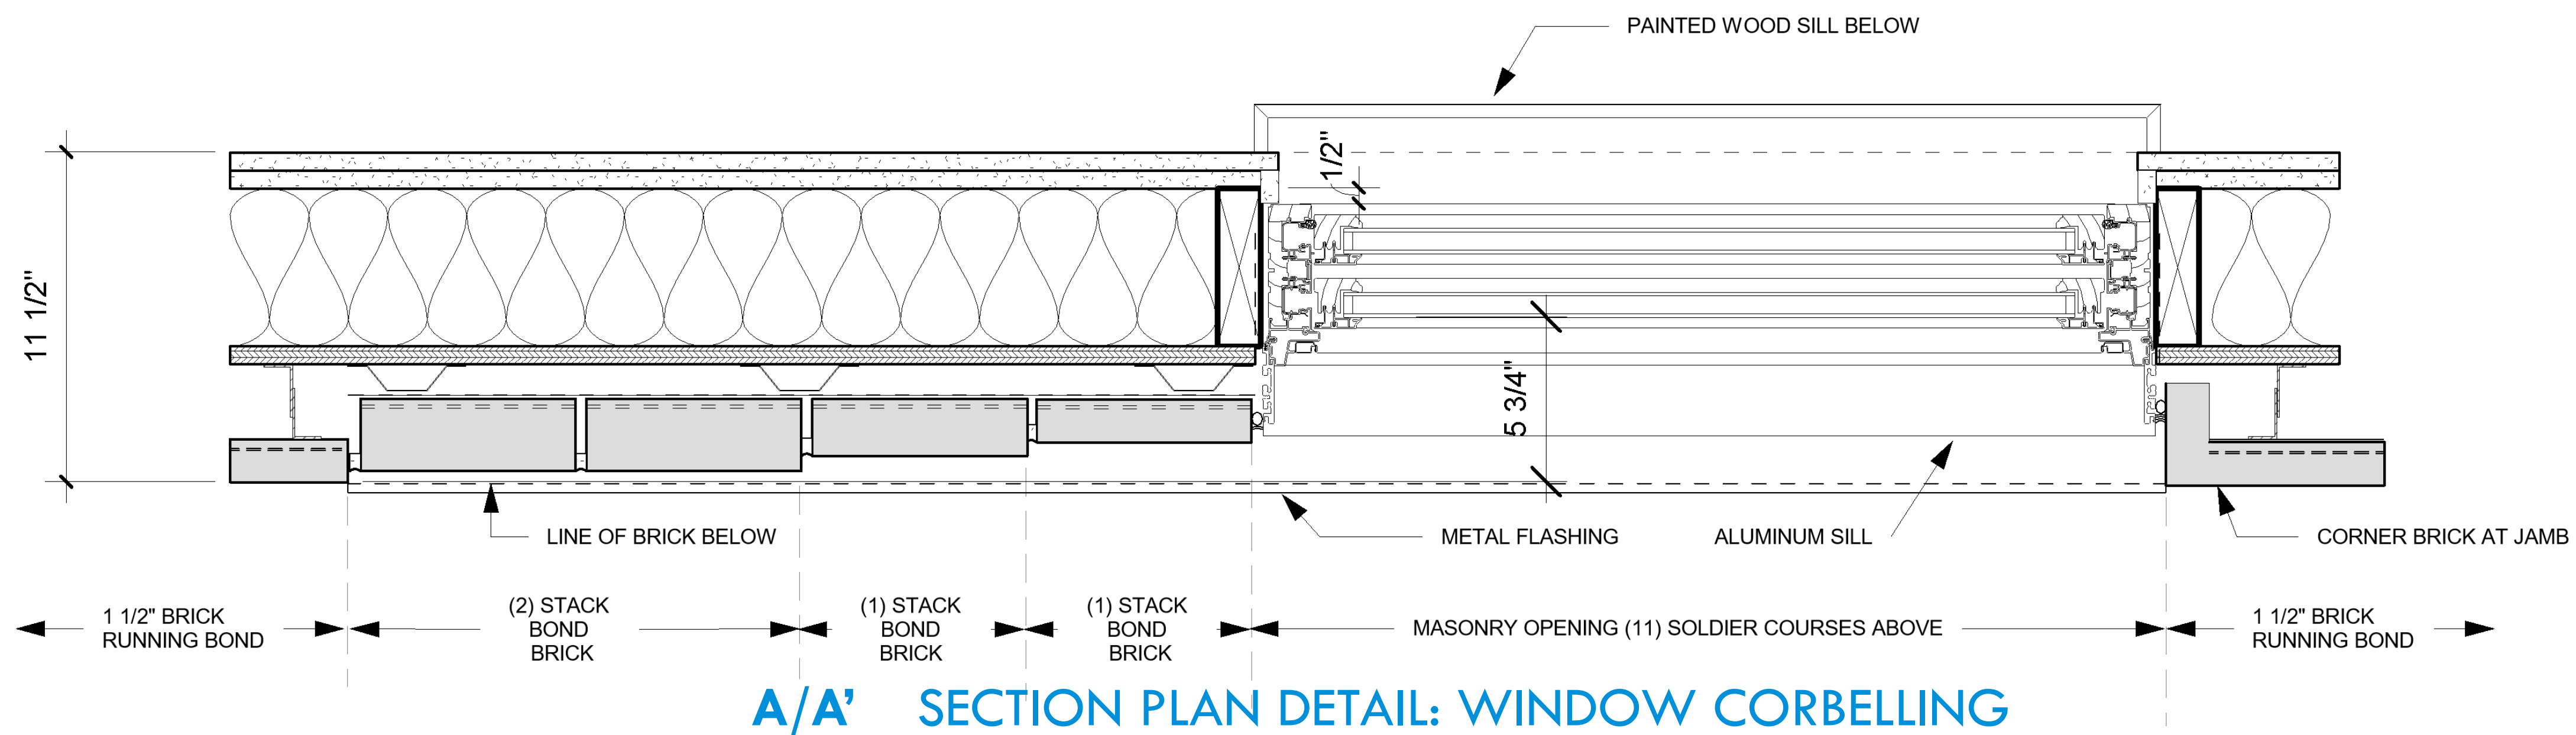 PAINTED WOOD SILL BELOW
1/2"
11 1/2"
5 3/4"
LINE OF BRICK BELOW
METAL FLASHING
ALUMINUM SILL
CORNER BRICK AT JAMB
1 1/2" BRICK
RUNNING BOND
(2) STACK
BOND
BRICK
(1) STACK
BOND
BRICK
(1) STACK
BOND
BRICK
MASONRY OPENING (11) SOLDIER COURSES ABOVE
1 1/2" BRICK
RUNNING BOND
A/A’ SECTION PLAN DETAIL: WINDOW CORBELLING